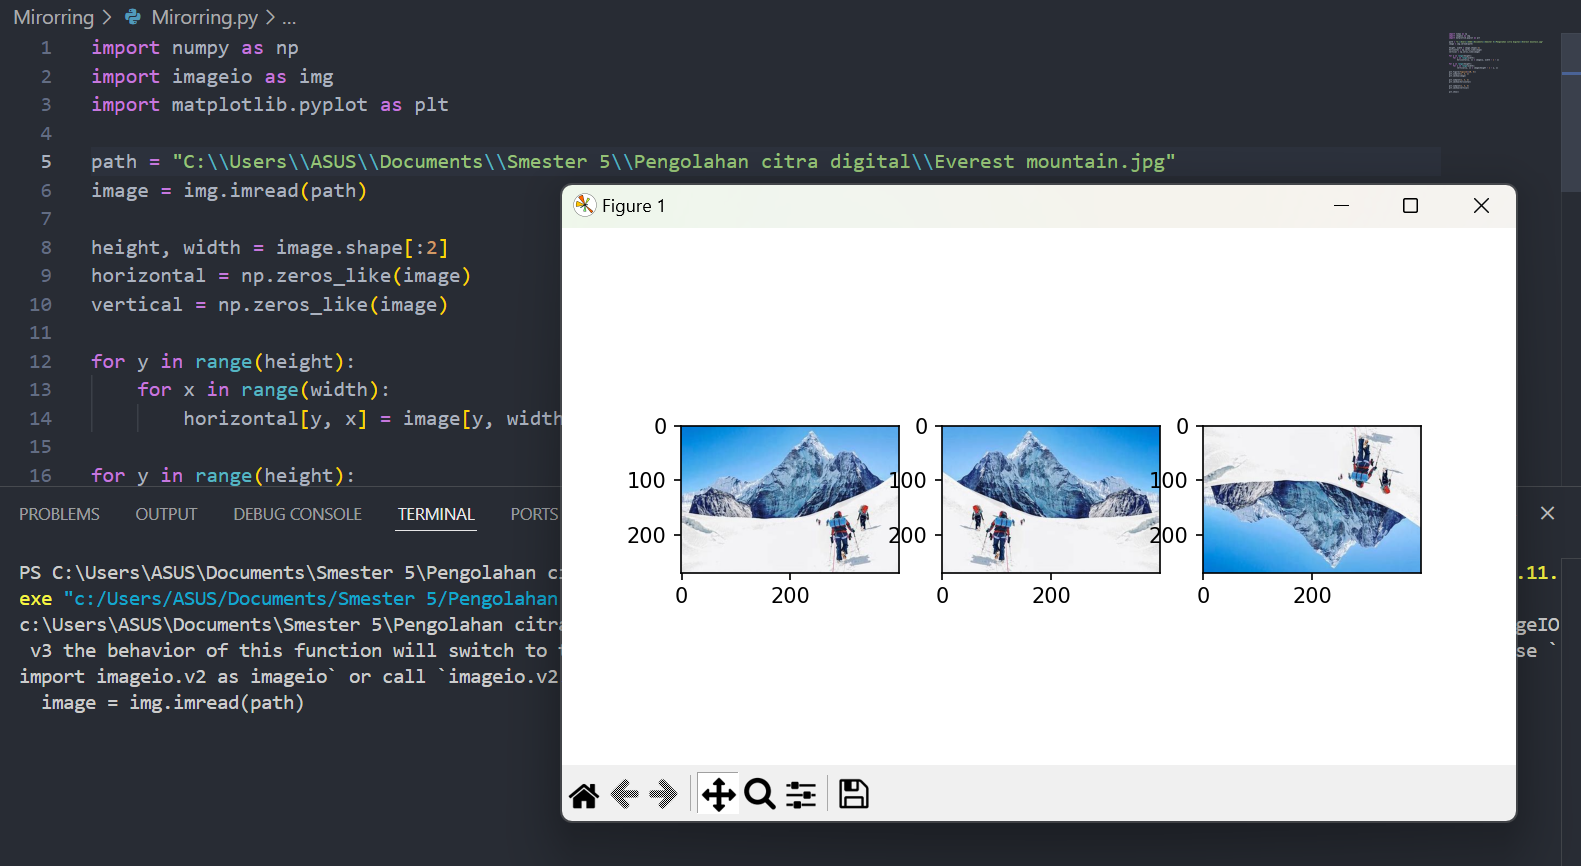 Mirorring > Mirorring.py > ...
1 import numpy as np
2 import imageio as img
3 import matplotlib.pyplot as plt
4
5 path = "C:\\Users\\ASUS\\Documents\\Smester 5\\Pengolahan citra digital\\Everest mountain.jpg"
6 image = img.imread(path)
7
8 height, width = image.shape[:2]
9 horizontal = np.zeros_like(image)
10 vertical = np.zeros_like(image)
11
12 for y in range(height):
13 for x in range(width):
14 horizontal[y, x] = image[y, width
15
16 for y in range(height):
Figure 1
0 0 0
100 100 100
200 200 200
0 200 0 200 0 200
PROBLEMS OUTPUT DEBUG CONSOLE TERMINAL PORTS
PS C:\Users\ASUS\Documents\Smester 5\Pengolahan ci .11.
exe "c:/Users/ASUS/Documents/Smester 5/Pengolahan
c:\Users\ASUS\Documents\Smester 5\Pengolahan citra geIO
v3 the behavior of this function will switch to se `
import imageio.v2 as imageio` or call `imageio.v2
image = img.imread(path)